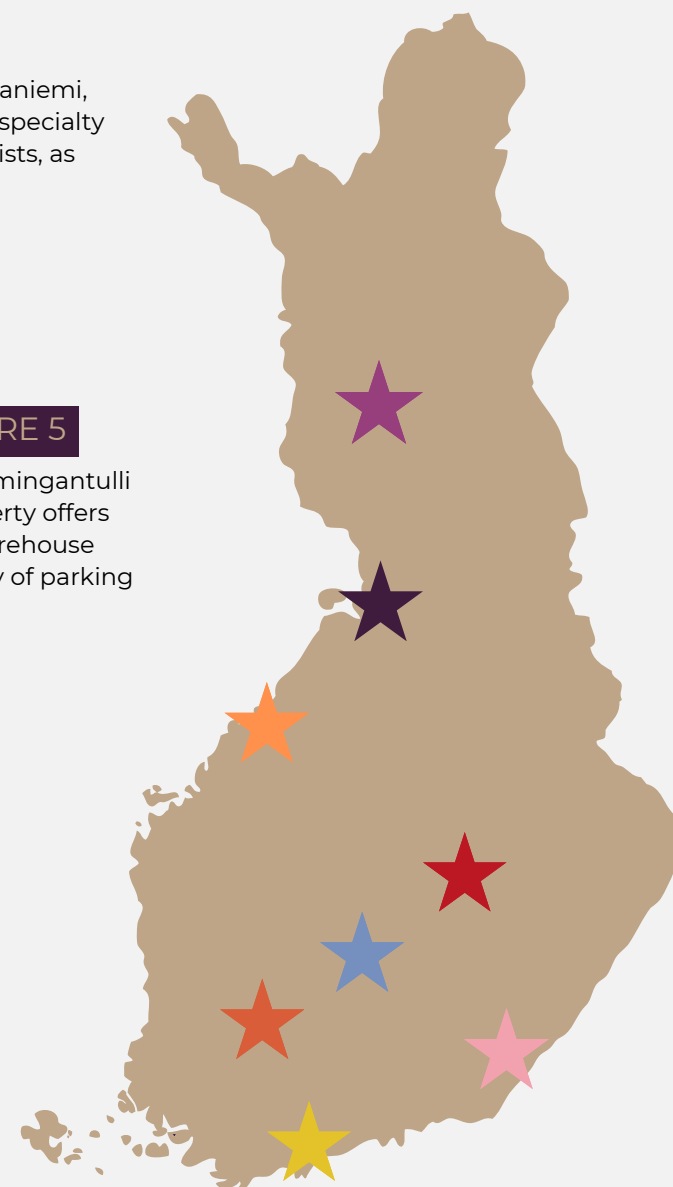 aniemi,
specialty
ists, as
RE 5
mingantulli
erty offers
rehouse
y of parking